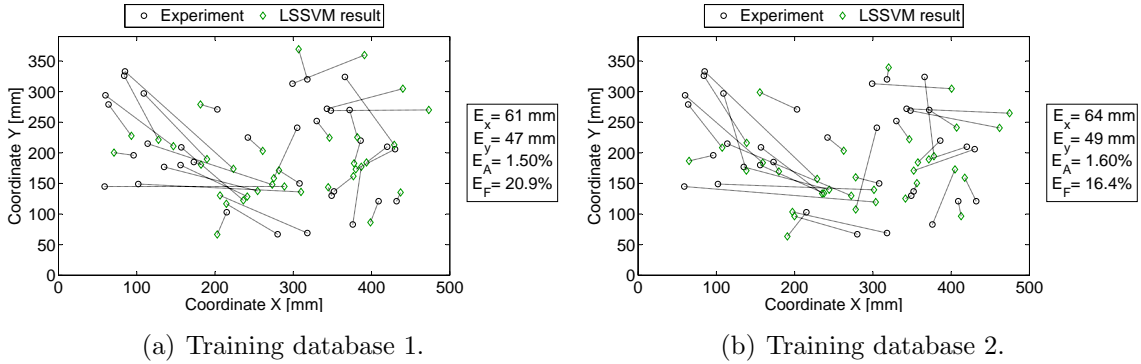 Experiment LSSVM result
Coordinate Y [mm]
350
300
250
200
150
100
50
0
0 100 200 300 400 500
Coordinate X [mm]
E_x= 61 mm
E_y= 47 mm
E_A= 1.50%
E_F= 20.9%
(a) Training database 1.
Experiment LSSVM result
Coordinate Y [mm]
350
300
250
200
150
100
50
0
0 100 200 300 400 500
Coordinate X [mm]
E_x= 64 mm
E_y= 49 mm
E_A= 1.60%
E_F= 16.4%
(b) Training database 2.